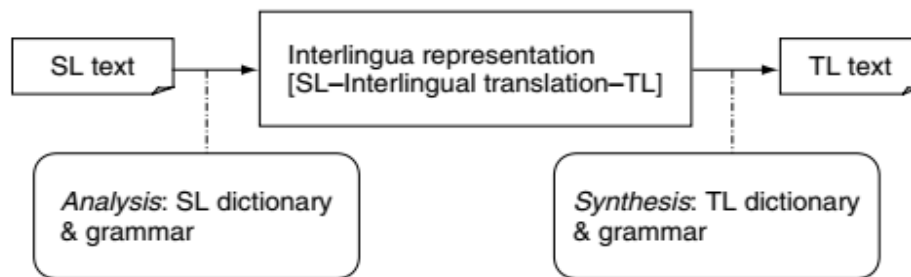 SL text
Interlingua representation
[SL–Interlingual translation–TL]
TL text
Analysis: SL dictionary
& grammar
Synthesis: TL dictionary
& grammar